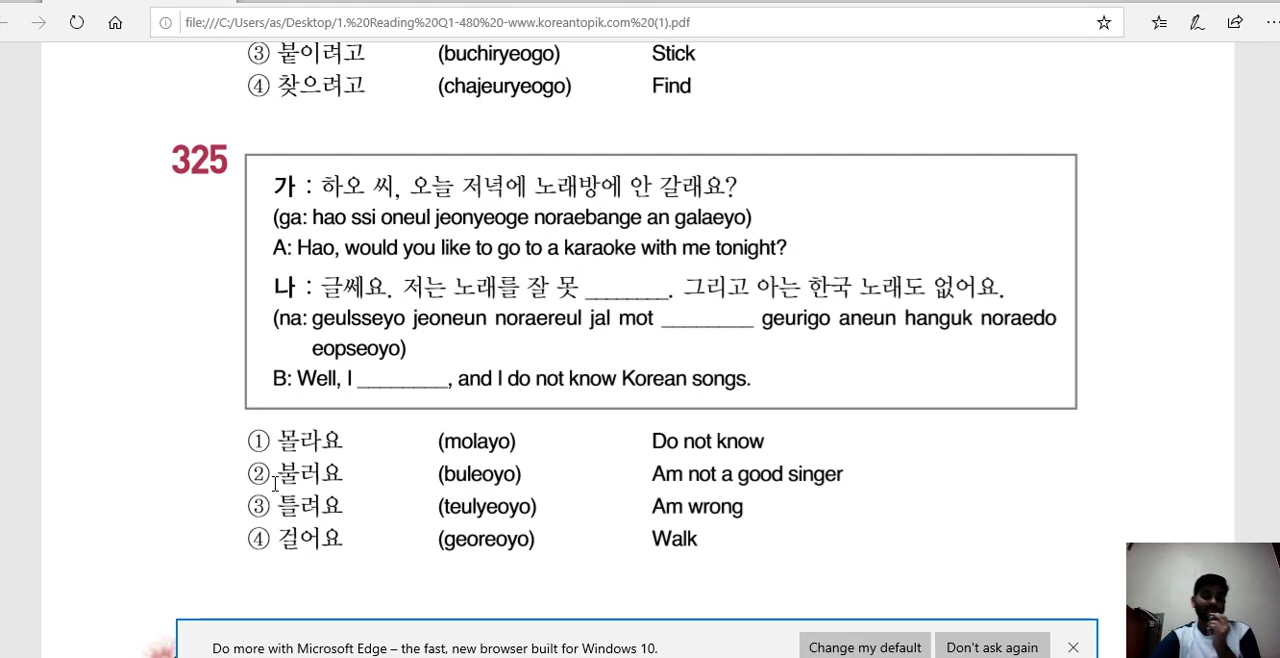 file:///C:/Users/as/Desktop/1.%20Reading%20Q1-480%20-www.koreantopik.com%20(1).pdf
③ 붙이려고 (buchiryeogo) Stick
④ 찾으려고 (chajeuryeogo) Find
325
가 : 하오 씨, 오늘 저녁에 노래방에 안 갈래요?
(ga: hao ssi oneul jeonyeoge noraebange an galaeyo)
A: Hao, would you like to go to a karaoke with me tonight?
나 : 글쎄요. 저는 노래를 잘 못 ________. 그리고 아는 한국 노래도 없어요.
(na: geulsseyo jeoneun noraereul jal mot ________ geurigo aneun hanguk noraedo
eopseoyo)
B: Well, I ________, and I do not know Korean songs.
① 몰라요 (molayo) Do not know
② 불러요 (buleoyo) Am not a good singer
③ 틀려요 (teulyeoyo) Am wrong
④ 걸어요 (georeoyo) Walk
Do more with Microsoft Edge – the fast, new browser built for Windows 10. Change my default Don't ask again